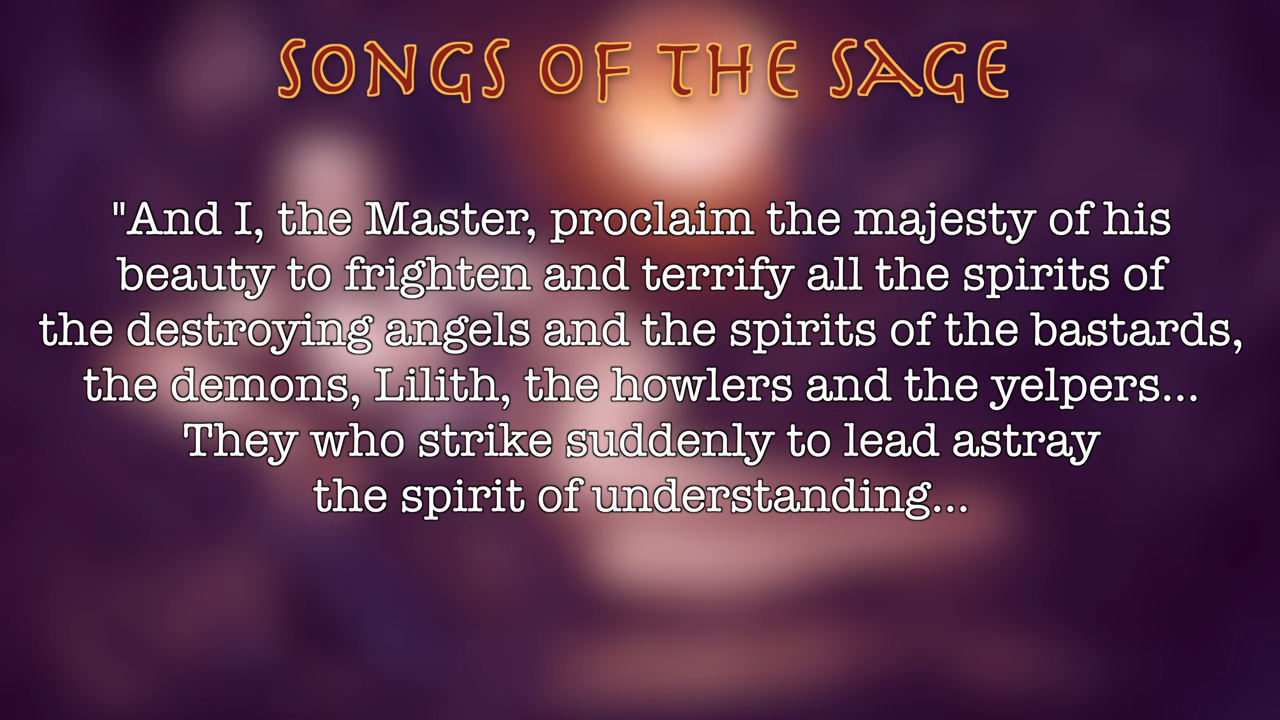 SONGS OF THE SAGE
"And I, the Master, proclaim the majesty of his
beauty to frighten and terrify all the spirits of
the destroying angels and the spirits of the bastards,
the demons, Lilith, the howlers and the yelpers...
They who strike suddenly to lead astray
the spirit of understanding...